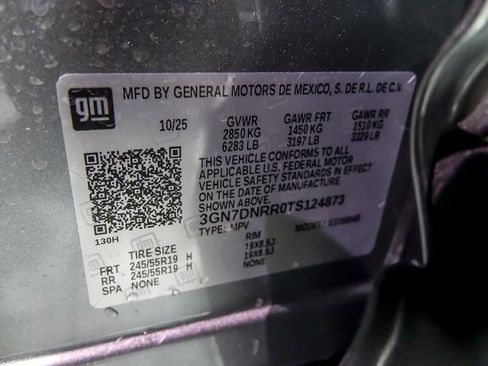 gm
MFD BY GENERAL MOTORS DE MEXICO, S. DE R.L. DE C.V.
10/25 GVWR GAWR FRT GAWR RR
2850 KG 1450 KG 1510 KG
6283 LB 3197 LB 3329 LB
THIS VEHICLE CONFORMS TO ALL
APPLICABLE U.S. FEDERAL MOTOR
VEHICLE SAFETY STANDARDS IN EFFECT
ON THE DATE OF MANUFACTURE
SHOWN ABOVE.
3GN7DNRR0TS124873
TYPE: MPV MODEL:
130H
TIRE SIZE RIM
FRT 245/55R19 H 19X8.5J
RR 245/55R19 H 19X8.5J
SPA NONE NONE